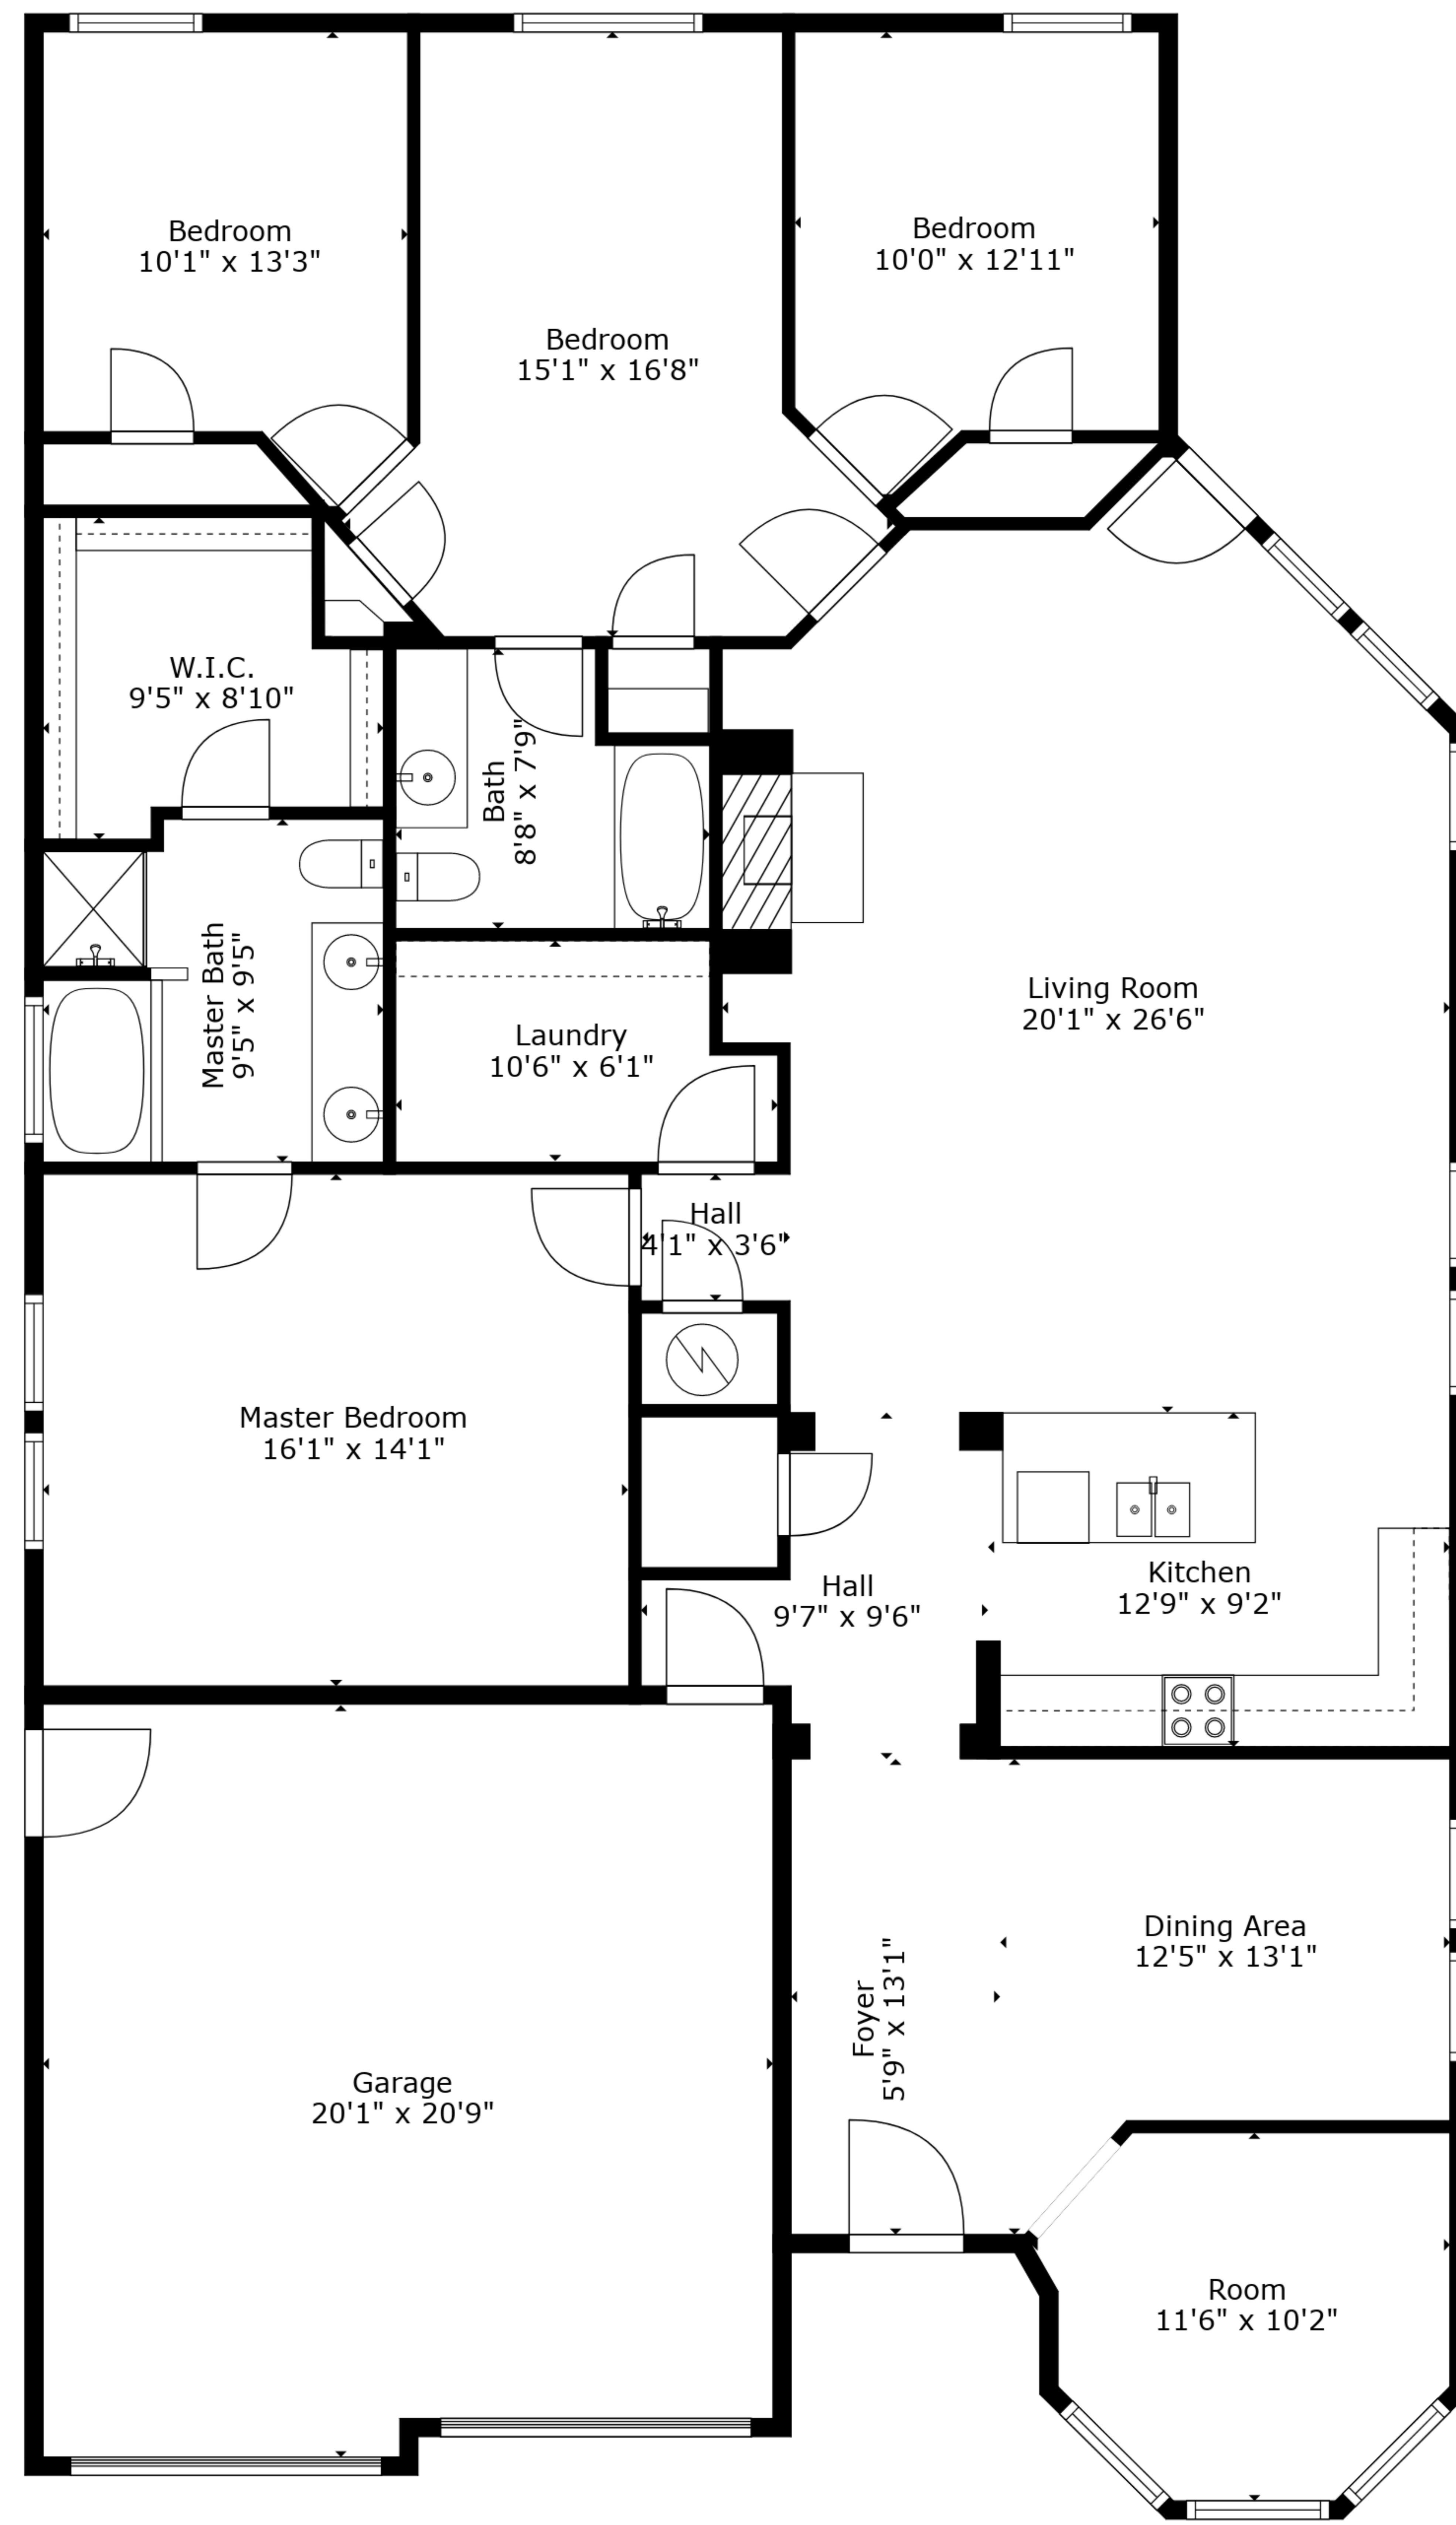 Bedroom
10'1" x 13'3"
Bedroom
10'0" x 12'11"
Bedroom
15'1" x 16'8"
W.I.C.
9'5" x 8'10"
Bath
8'8" x 7'9"
Master Bath
9'5" x 9'5"
Laundry
10'6" x 6'1"
Living Room
20'1" x 26'6"
Hall
4'1" x 3'6"
Master Bedroom
16'1" x 14'1"
Hall
9'7" x 9'6"
Kitchen
12'9" x 9'2"
Dining Area
12'5" x 13'1"
Foyer
5'9" x 13'1"
Garage
20'1" x 20'9"
Room
11'6" x 10'2"